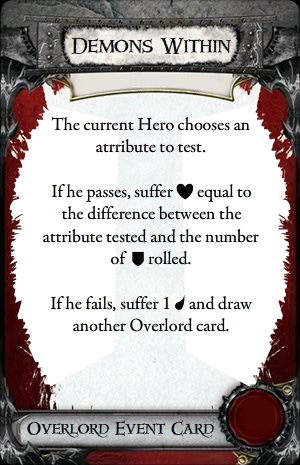 Demons Within
The current Hero chooses an
atrribute to test.
If he passes, suffer equal to
the difference between the
attribute tested and the number
of rolled.
If he fails, suffer 1 and draw
another Overlord card.
Overlord Event Card